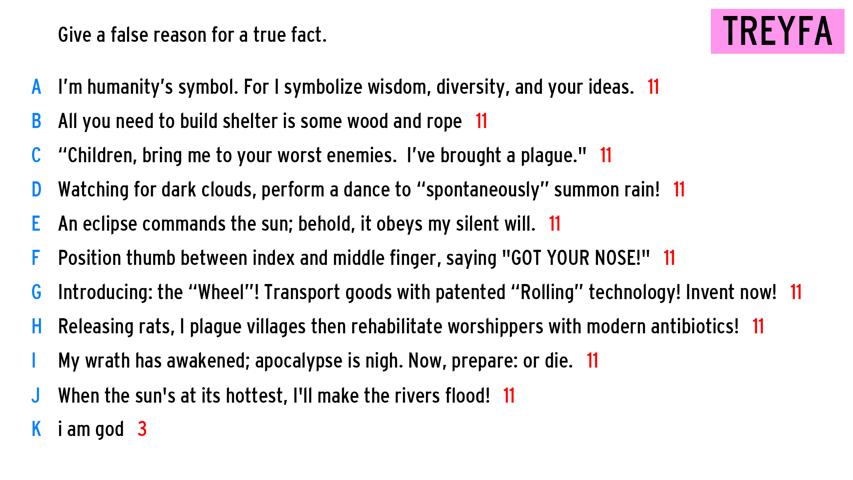 Give a false reason for a true fact.
TREYFA
A I'm humanity's symbol. For I symbolize wisdom, diversity, and your ideas. 11
B All you need to build shelter is some wood and rope 11
C “Children, bring me to your worst enemies. I've brought a plague." 11
D Watching for dark clouds, perform a dance to “spontaneously” summon rain! 11
E An eclipse commands the sun; behold, it obeys my silent will. 11
F Position thumb between index and middle finger, saying "GOT YOUR NOSE!" 11
G Introducing: the “Wheel”! Transport goods with patented “Rolling” technology! Invent now! 11
H Releasing rats, I plague villages then rehabilitate worshippers with modern antibiotics! 11
I My wrath has awakened; apocalypse is nigh. Now, prepare: or die. 11
J When the sun's at its hottest, I'll make the rivers flood! 11
K i am god 3